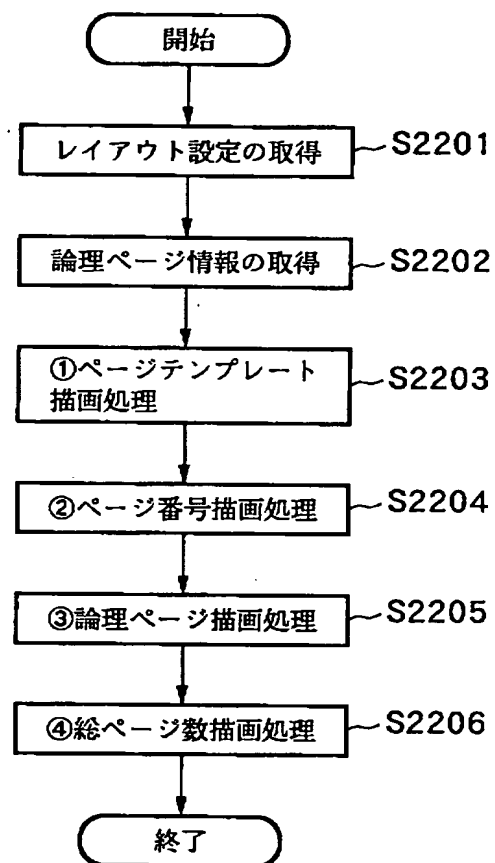 開始
レイアウト設定の取得 S2201
論理ページ情報の取得 S2202
①ページテンプレート
描画処理 S2203
②ページ番号描画処理 S2204
③論理ページ描画処理 S2205
④総ページ数描画処理 S2206
終了